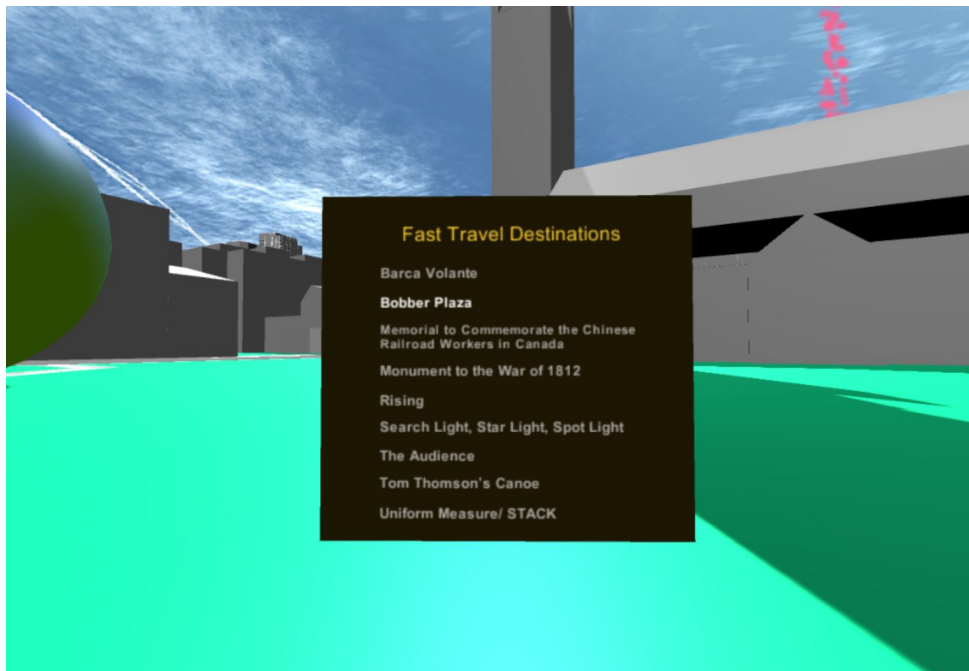 Fast Travel Destinations
Barca Volante
Bobber Plaza
Memorial to Commemorate the Chinese
Railroad Workers in Canada
Monument to the War of 1812
Rising
Search Light, Star Light, Spot Light
The Audience
Tom Thomson's Canoe
Uniform Measure/ STACK